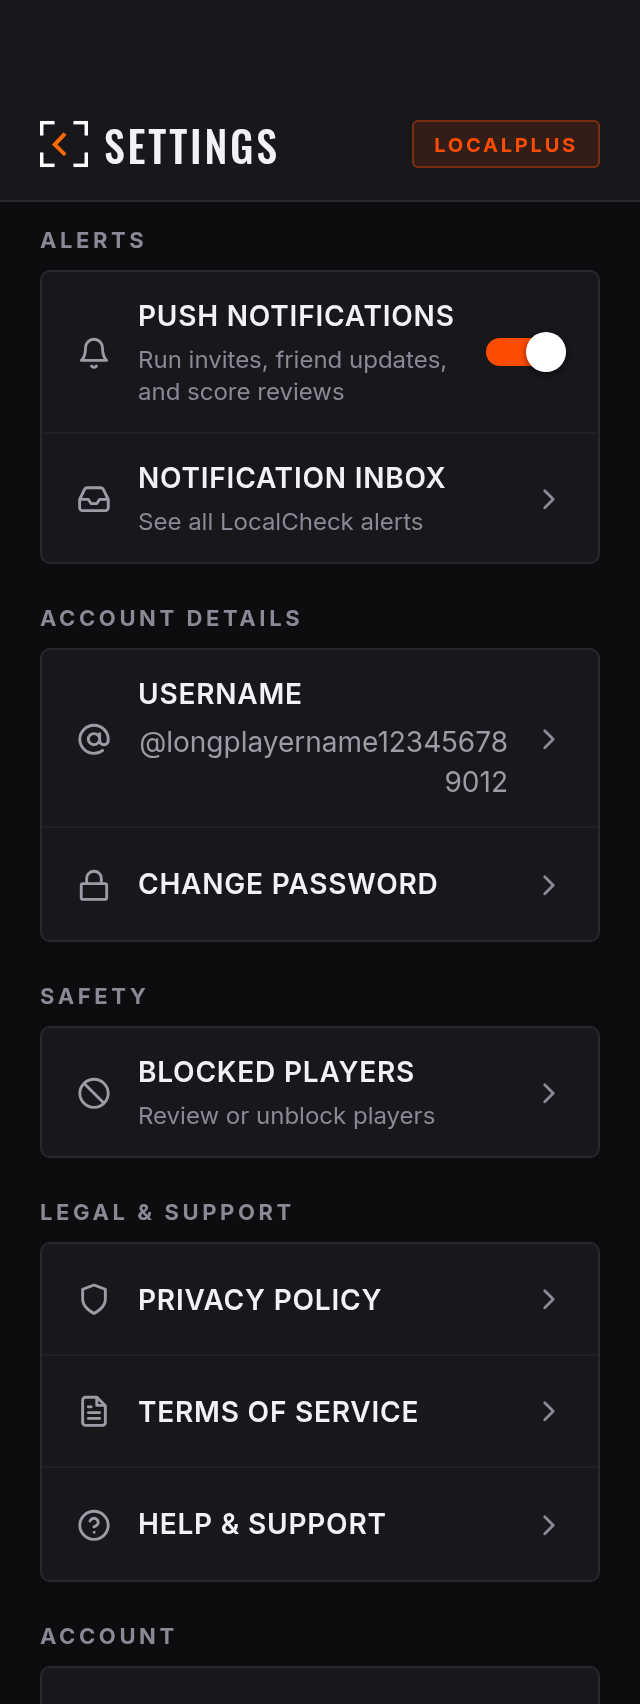 SETTINGS
LOCALPLUS
ALERTS
PUSH NOTIFICATIONS
Run invites, friend updates,
and score reviews
NOTIFICATION INBOX
See all LocalCheck alerts
ACCOUNT DETAILS
USERNAME
@longplayername12345678
9012
CHANGE PASSWORD
SAFETY
BLOCKED PLAYERS
Review or unblock players
LEGAL & SUPPORT
PRIVACY POLICY
TERMS OF SERVICE
HELP & SUPPORT
ACCOUNT